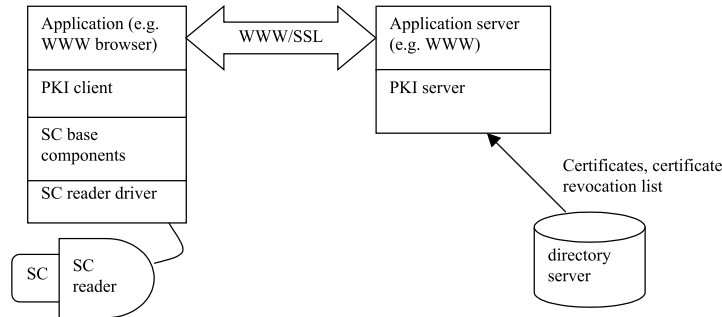 Application (e.g.
WWW browser)
WWW/SSL
Application server
(e.g. WWW)
PKI client
PKI server
SC base
components
SC reader driver
Certificates, certificate
revocation list
SC
SC
reader
directory
server